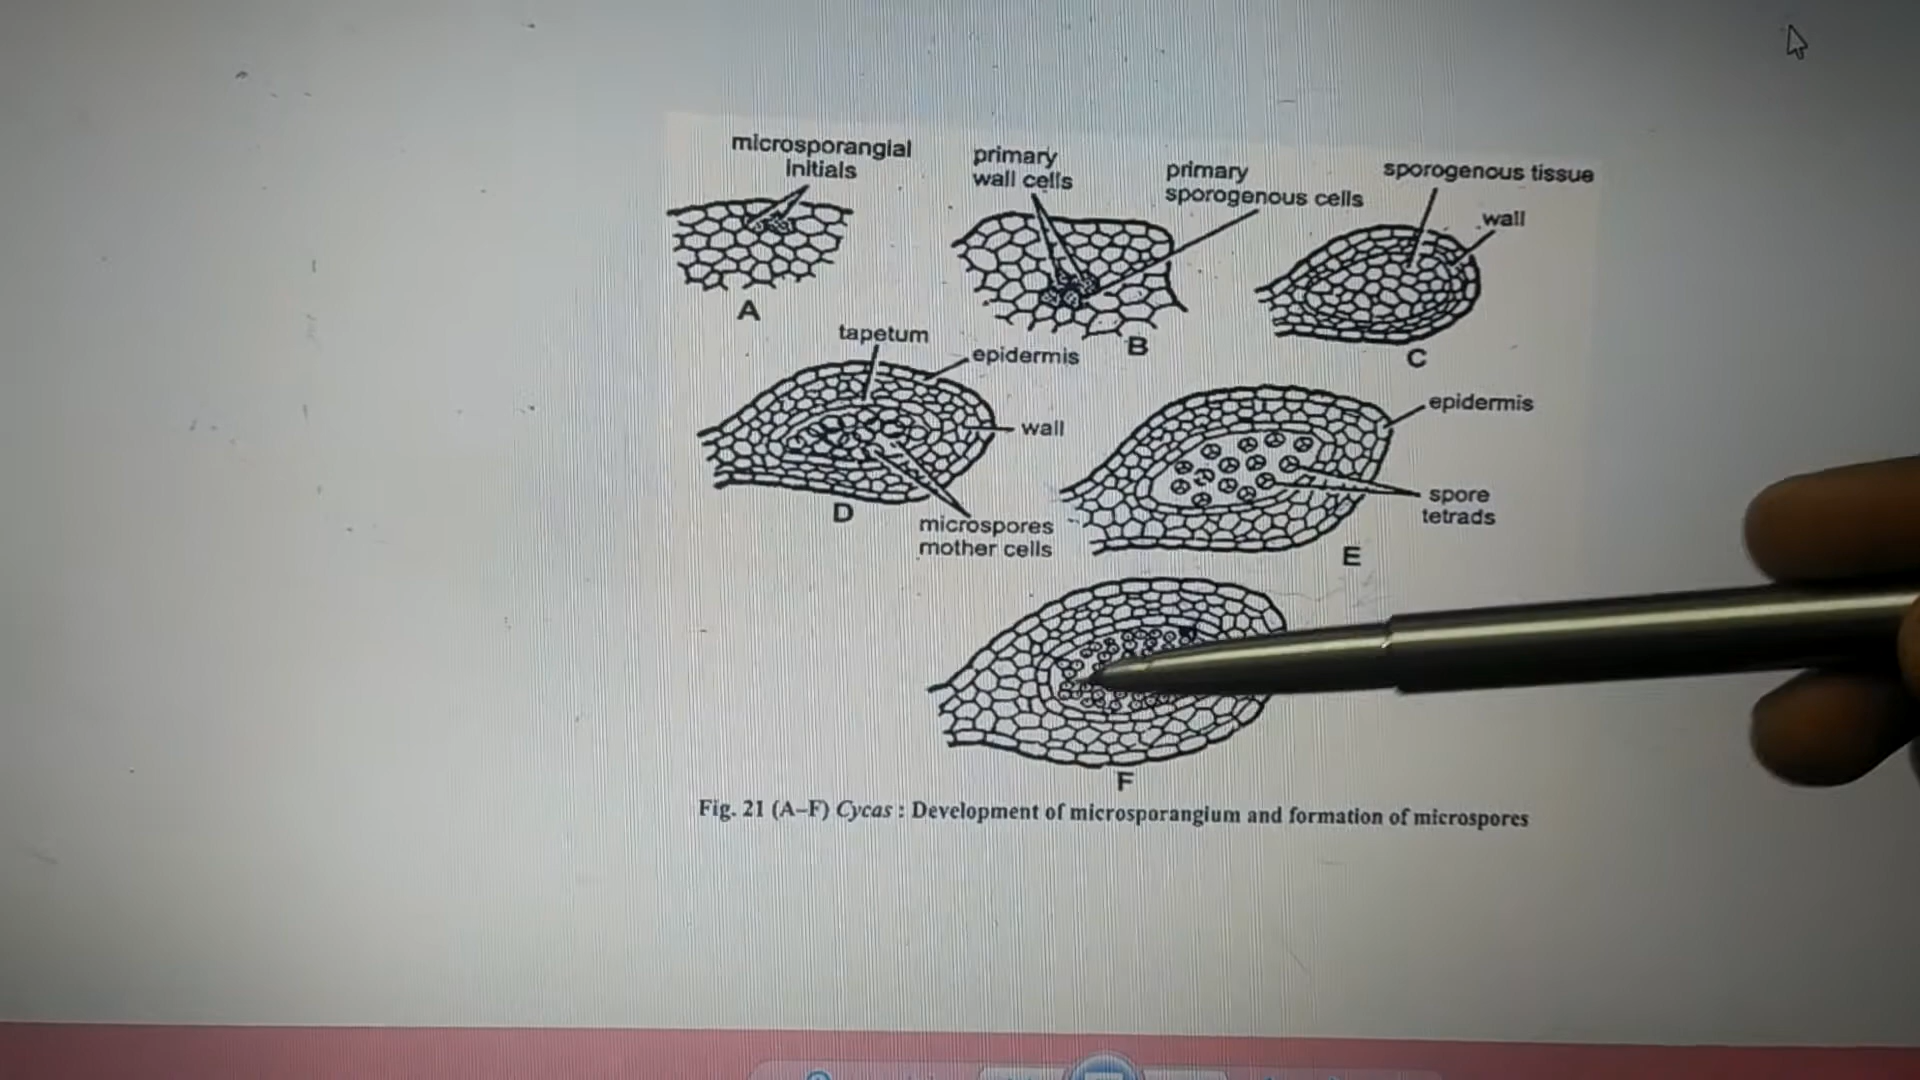 microsporangial
initials
primary
wall cells
primary
sporogenous cells
sporogenous tissue
wall
A
B
C
tapetum
epidermis
wall
microspores
mother cells
D
epidermis
spore
tetrads
E
F
Fig. 21 (A–F) Cycas : Development of microsporangium and formation of microspores